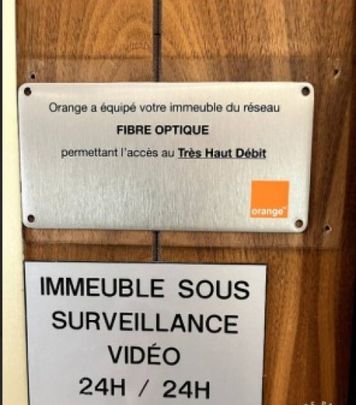 Orange a équipé votre immeuble du réseau
FIBRE OPTIQUE
permettant l'accès au Très Haut Débit
orange™
IMMEUBLE SOUS
SURVEILLANCE
VIDÉO
24H / 24H